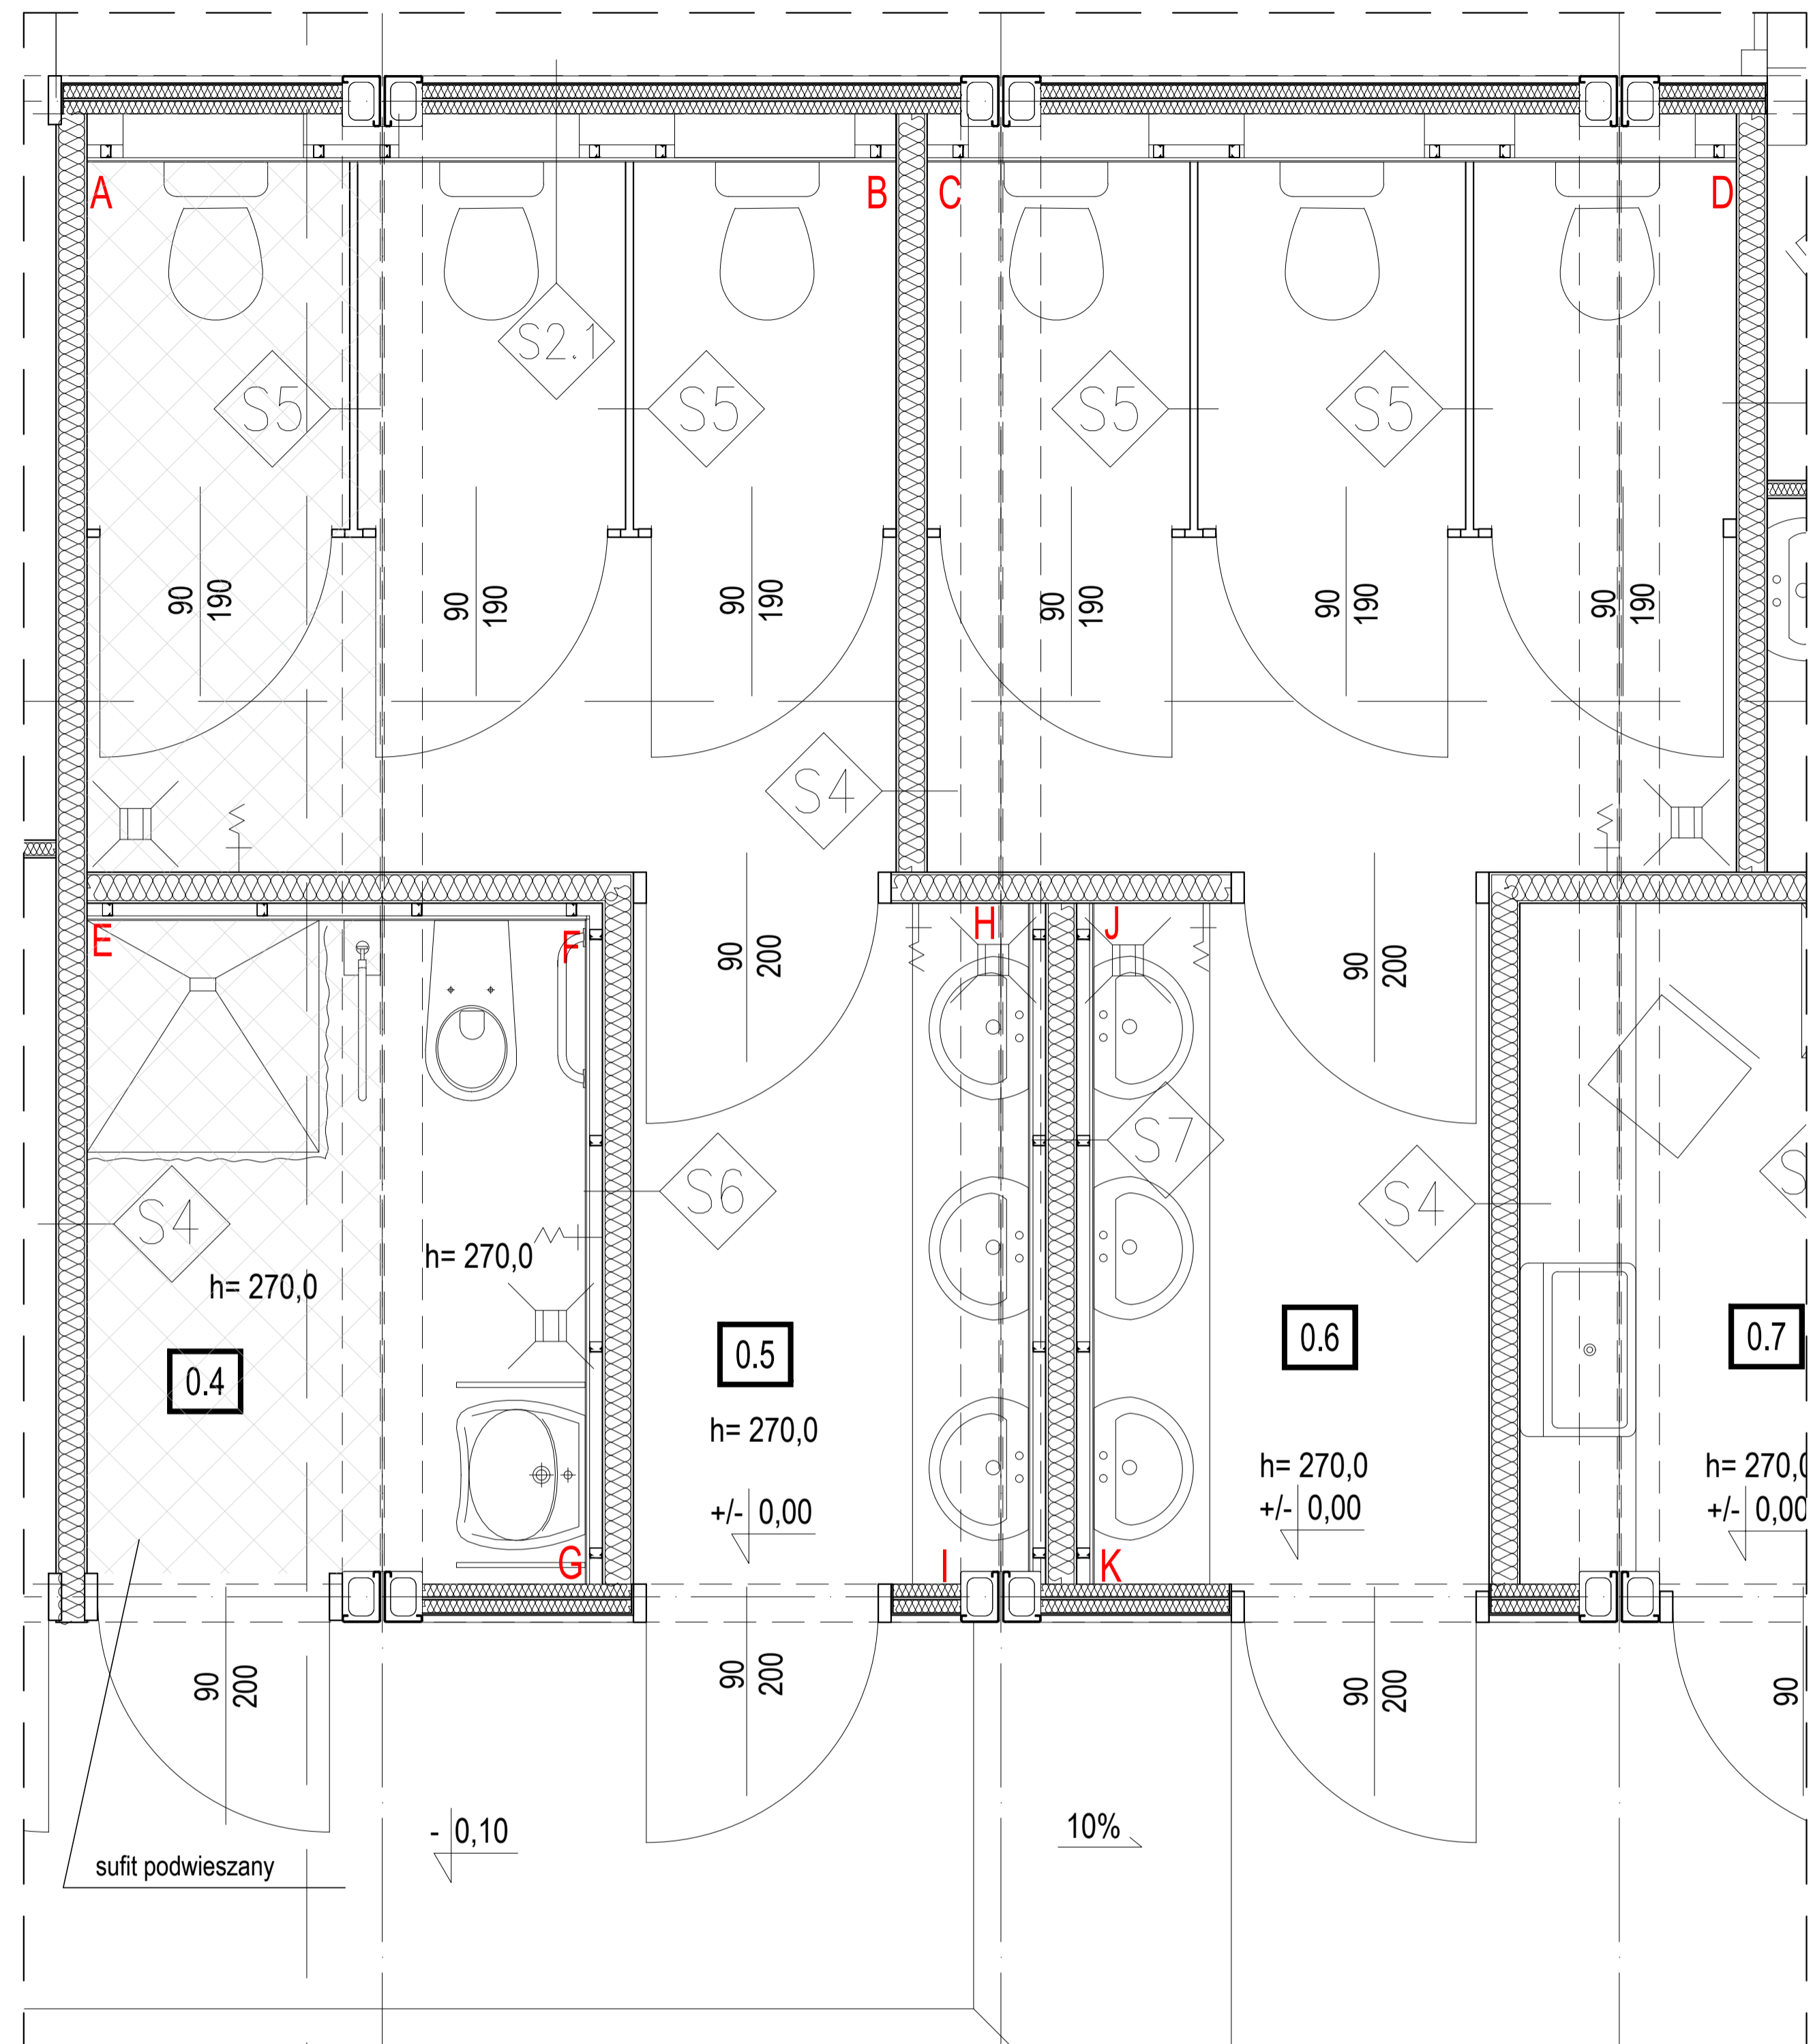 A B C D
S2.1
S5 S5 S5 S5
90 190 90 190 90 190 90 190 90 190 90 190
S4
E F H J
90 200 90 200
S7
S6
S4 S4
h= 270,0 h= 270,0
0.4 0.5 0.6 0.7
h= 270,0 h= 270,0
+/- 0,00 +/- 0,00 +/- 0,00
G I K
90 200 90 200 90 200 90
- 0,10 10%
sufit podwieszany